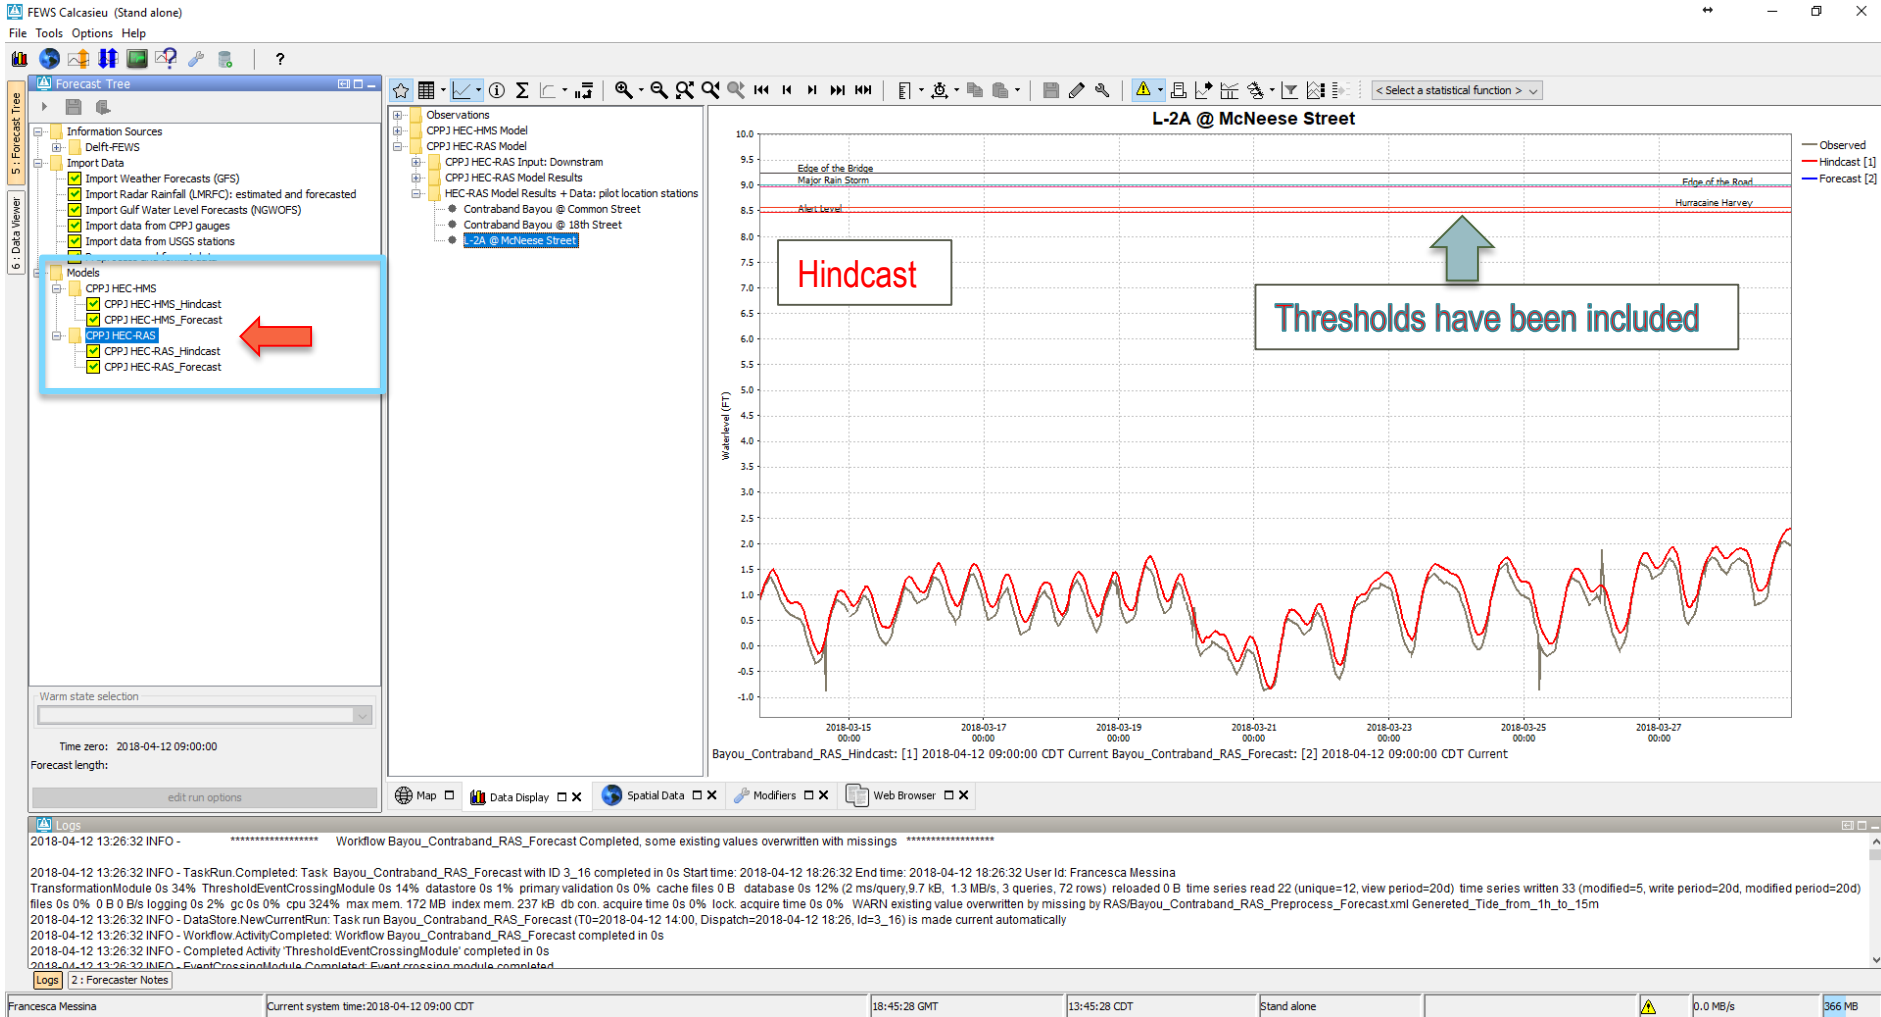 FEWS Calcasieu (Stand alone)
File Tools Options Help
?
5 : Forecast Tree
6 : Data Viewer
Forecast Tree
Information Sources
Delft-FEWS
Import Data
Import Weather Forecasts (GFS)
Import Radar Rainfall (LMRFC): estimated and forecasted
Import Gulf Water Level Forecasts (NGWOFS)
Import data from CPPJ gauges
Import data from USGS stations
Models
CPPJ HEC-HMS
CPPJ HEC-HMS_Hindcast
CPPJ HEC-HMS_Forecast
CPPJ HEC-RAS
CPPJ HEC-RAS_Hindcast
CPPJ HEC-RAS_Forecast
Warm state selection
Time zero: 2018-04-12 09:00:00
Forecast length:
edit run options
< Select a statistical function >
Observations
CPPJ HEC-HMS Model
CPPJ HEC-RAS Model
CPPJ HEC-RAS Input: Downstram
CPPJ HEC-RAS Model Results
HEC-RAS Model Results + Data: pilot location stations
Contraband Bayou @ Common Street
Contraband Bayou @ 18th Street
L-2A @ McNeese Street
L-2A @ McNeese Street
10.0
9.5
9.0
8.5
8.0
7.5
7.0
6.5
6.0
5.5
5.0
4.5
4.0
3.5
3.0
2.5
2.0
1.5
1.0
0.5
0.0
-0.5
-1.0
Waterlevel (FT)
Edge of the Bridge
Major Rain Storm
Alert Level
Edge of the Road
Hurracaine Harvey
Hindcast
Thresholds have been included
Observed
Hindcast [1]
Forecast [2]
2018-03-15 2018-03-17 2018-03-19 2018-03-21 2018-03-23 2018-03-25 2018-03-27
00:00 00:00 00:00 00:00 00:00 00:00 00:00
Bayou_Contraband_RAS_Hindcast: [1] 2018-04-12 09:00:00 CDT Current Bayou_Contraband_RAS_Forecast: [2] 2018-04-12 09:00:00 CDT Current
Map Data Display Spatial Data Modifiers Web Browser
Logs
2018-04-12 13:26:32 INFO - ****************** Workflow Bayou_Contraband_RAS_Forecast Completed, some existing values overwritten with missings ******************
2018-04-12 13:26:32 INFO - TaskRun.Completed: Task Bayou_Contraband_RAS_Forecast with ID 3_16 completed in 0s Start time: 2018-04-12 18:26:32 End time: 2018-04-12 18:26:32 User Id: Francesca Messina
TransformationModule 0s 34% ThresholdEventCrossingModule 0s 14% datastore 0s 1% primary validation 0s 0% cache files 0 B database 0s 12% (2 ms/query,9.7 kB, 1.3 MB/s, 3 queries, 72 rows) reloaded 0 B time series read 22 (unique=12, view period=20d) time series written 33 (modified=5, write period=20d, modified period=20d)
files 0s 0% 0 B 0 B/s logging 0s 2% gc 0s 0% cpu 324% max mem. 172 MB index mem. 237 kB db con. acquire time 0s 0% lock. acquire time 0s 0% WARN existing value overwritten by missing by RAS/Bayou_Contraband_RAS_Preprocess_Forecast.xml Genereted_Tide_from_1h_to_15m
2018-04-12 13:26:32 INFO - DataStore.NewCurrentRun: Task run Bayou_Contraband_RAS_Forecast (T0=2018-04-12 14:00, Dispatch=2018-04-12 18:26, Id=3_16) is made current automatically
2018-04-12 13:26:32 INFO - Workflow.ActivityCompleted: Workflow Bayou_Contraband_RAS_Forecast completed in 0s
2018-04-12 13:26:32 INFO - Completed Activity 'ThresholdEventCrossingModule' completed in 0s
2018-04-12 13:26:32 INFO - EventCrossingModule.Completed: Event crossing module completed
Logs 2 : Forecaster Notes
Francesca Messina Current system time:2018-04-12 09:00 CDT 18:45:28 GMT 13:45:28 CDT Stand alone 0.0 MB/s 366 MB